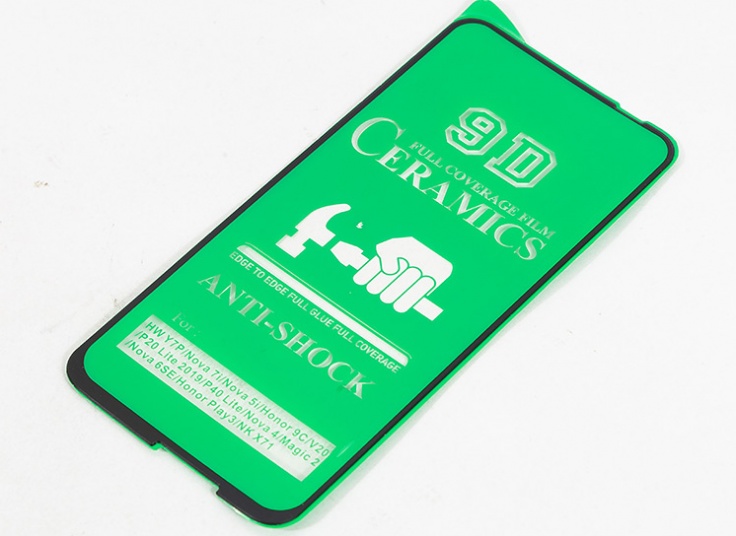 9D
FULL COVERAGE FILM
CERAMICS
EDGE TO EDGE FULL GLUE FULL COVERAGE
ANTI-SHOCK
For:
HW Y7P/Nova 7i/Nova 5i/Honor 9C/V20
/P20 Lite 2019/P40 Lite/Nova 4/Magic 2
/Nova 6SE/Honor Play3/NK X71